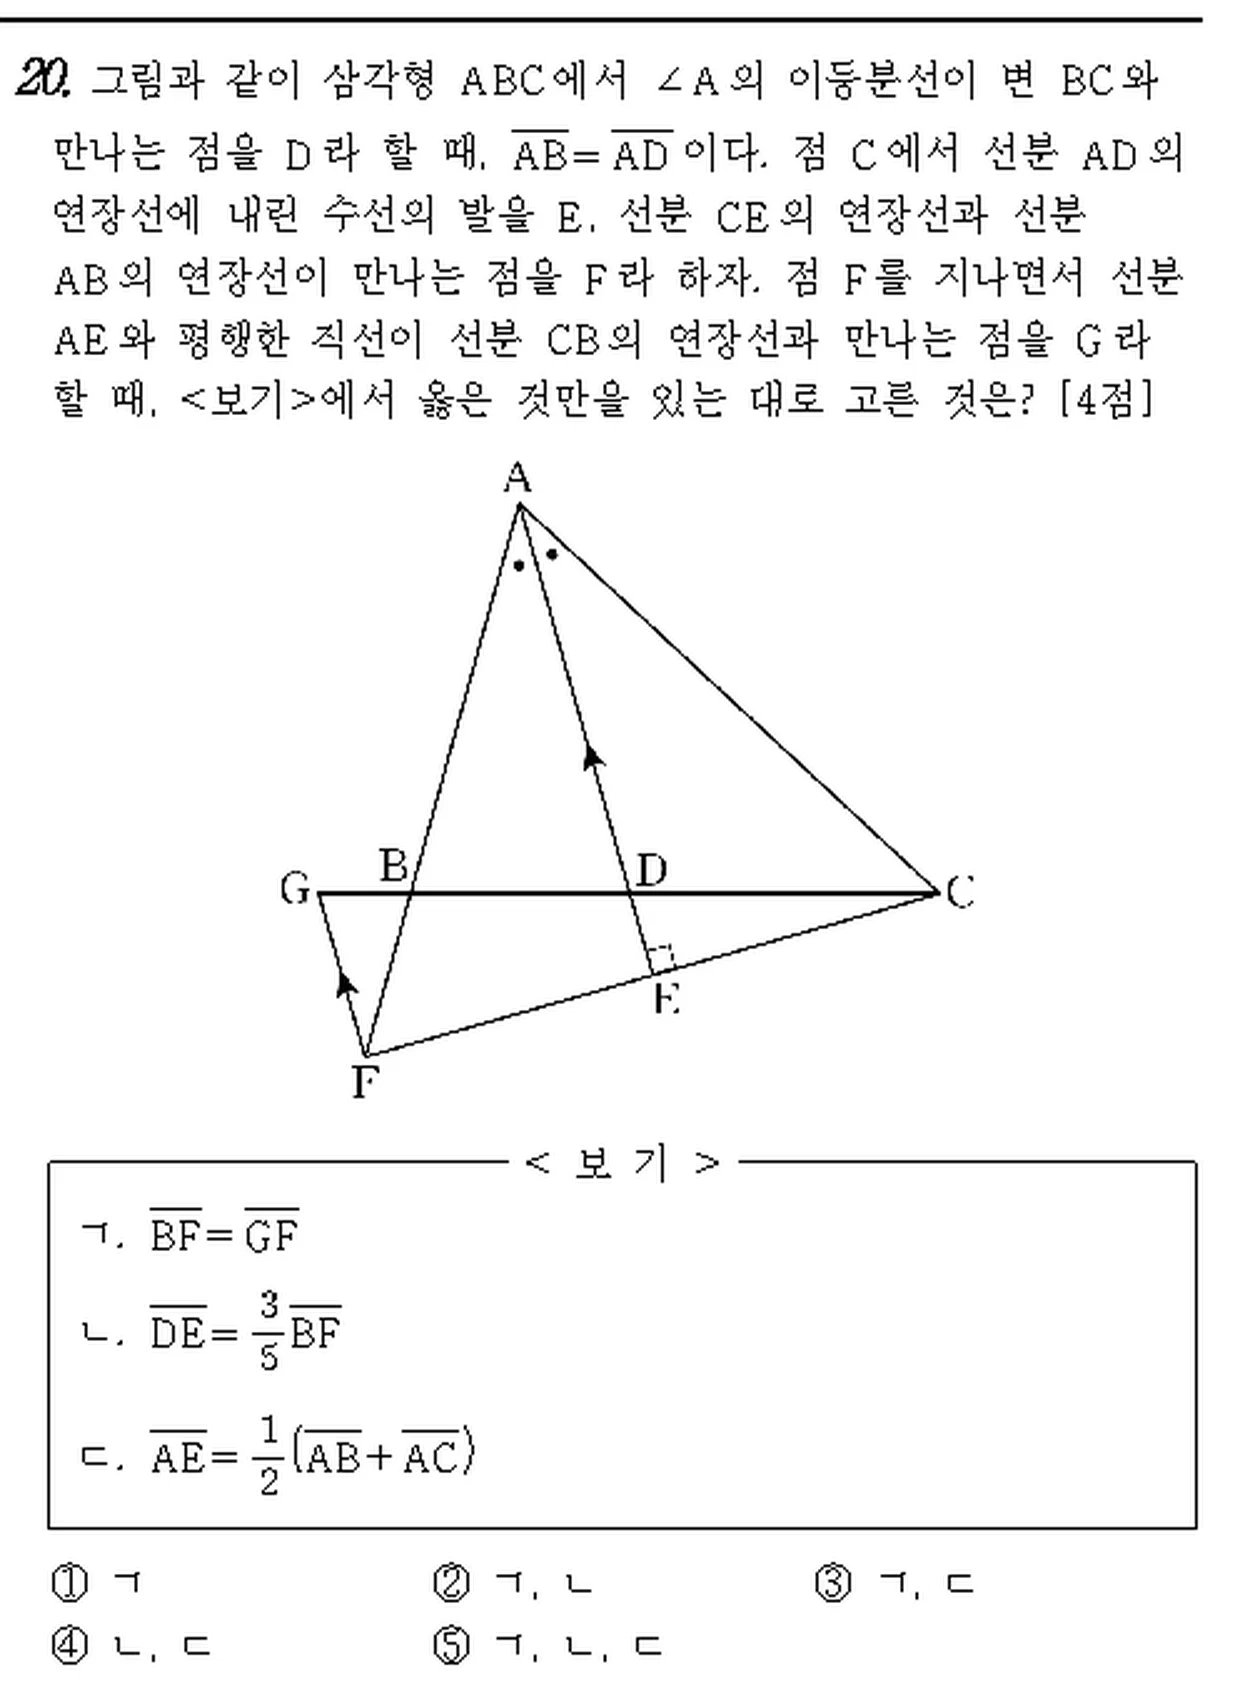 20. 그림과 같이 삼각형 ABC에서 ∠A의 이등분선이 변 BC와
만나는 점을 D라 할 때, AB=AD이다. 점 C에서 선분 AD의
연장선에 내린 수선의 발을 E, 선분 CE의 연장선과 선분
AB의 연장선이 만나는 점을 F라 하자. 점 F를 지나면서 선분
AE와 평행한 직선이 선분 CB의 연장선과 만나는 점을 G라
할 때, <보기>에서 옳은 것만을 있는 대로 고른 것은? [4점]
A
G B D C
E
F
< 보 기 >
ㄱ. BF=GF
ㄴ. DE=3/5 BF
ㄷ. AE=1/2(AB+AC)
① ㄱ ② ㄱ, ㄴ ③ ㄱ, ㄷ
④ ㄴ, ㄷ ⑤ ㄱ, ㄴ, ㄷ